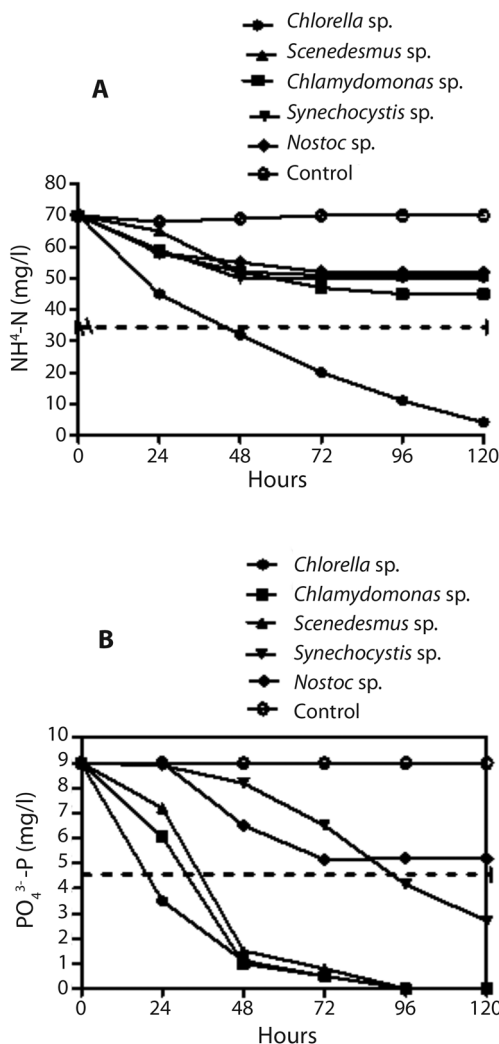 A
Chlorella sp.
Scenedesmus sp.
Chlamydomonas sp.
Synechocystis sp.
Nostoc sp.
Control
NH⁴-N (mg/l)
80
70
60
50
40
30
20
10
0
0 24 48 72 96 120
Hours
B
Chlorella sp.
Chlamydomonas sp.
Scenedesmus sp.
Synechocystis sp.
Nostoc sp.
Control
PO₄³⁻-P (mg/l)
10
9
8
7
6
5
4
3
2
1
0
0 24 48 72 96 120
Hours